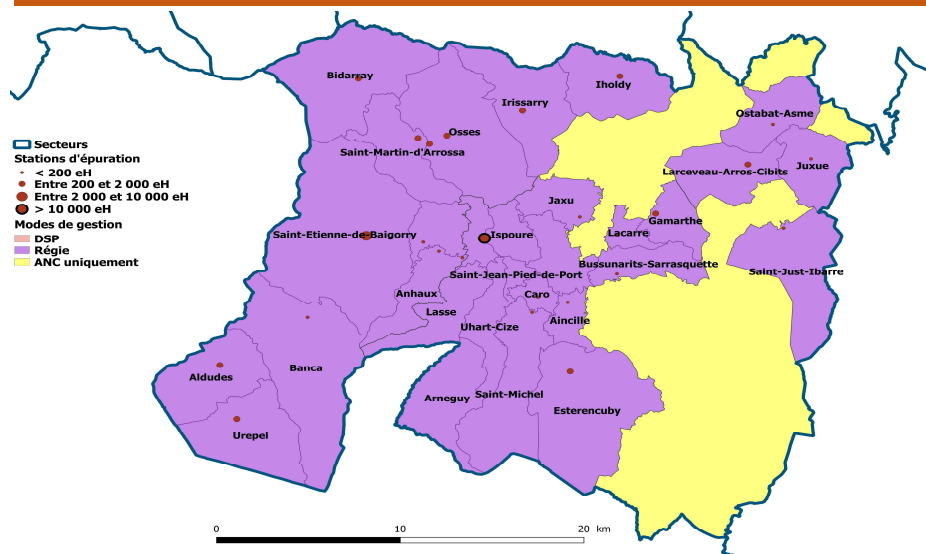 Bidarray
Iholdy
Irissarry
Ostabat-Asme
Osses
Saint-Martin-d'Arrossa
Larceveau-Arros-Cibits
Juxue
Secteurs
Stations d'épuration
< 200 eH
Entre 200 et 2 000 eH
Entre 2 000 et 10 000 eH
> 10 000 eH
Modes de gestion
DSP
Régie
ANC uniquement
Jaxu
Gamarthe
Lacarre
Saint-Etienne-de-Baigorry
Ispoure
Bussunarits-Sarrasquette
Saint-Jean-Pied-de-Port
Saint-Just-Ibarre
Anhaux
Caro
Lasse
Uhart-Cize
Aincille
Banca
Aldudes
Arneguy
Saint-Michel
Esterencuby
Urepel
0 10 20 km